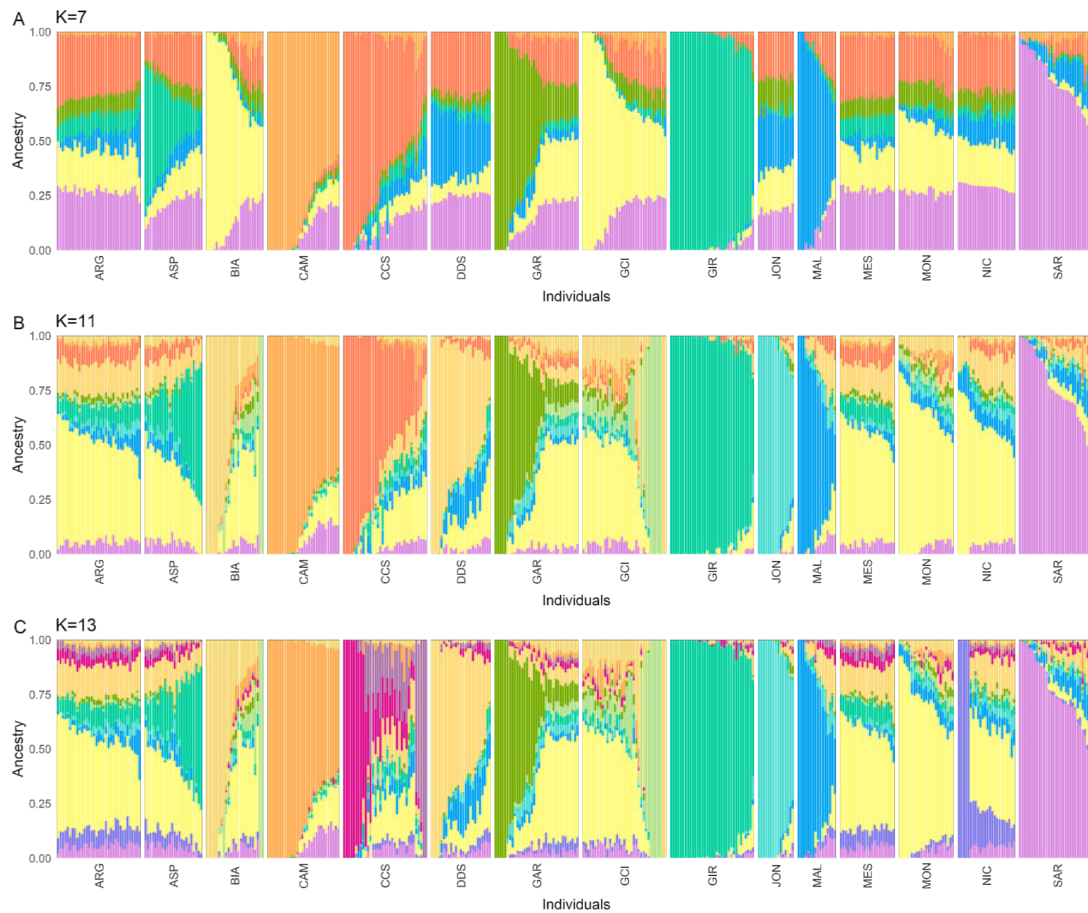 A K=7
1.00
0.75
0.50
0.25
0.00
Ancestry
ARG ASP BIA CAM CCS DDS GAR GCI GIR JON MAL MES MON NIC SAR
Individuals
B K=11
1.00
0.75
0.50
0.25
0.00
Ancestry
ARG ASP BIA CAM CCS DDS GAR GCI GIR JON MAL MES MON NIC SAR
Individuals
C K=13
1.00
0.75
0.50
0.25
0.00
Ancestry
ARG ASP BIA CAM CCS DDS GAR GCI GIR JON MAL MES MON NIC SAR
Individuals